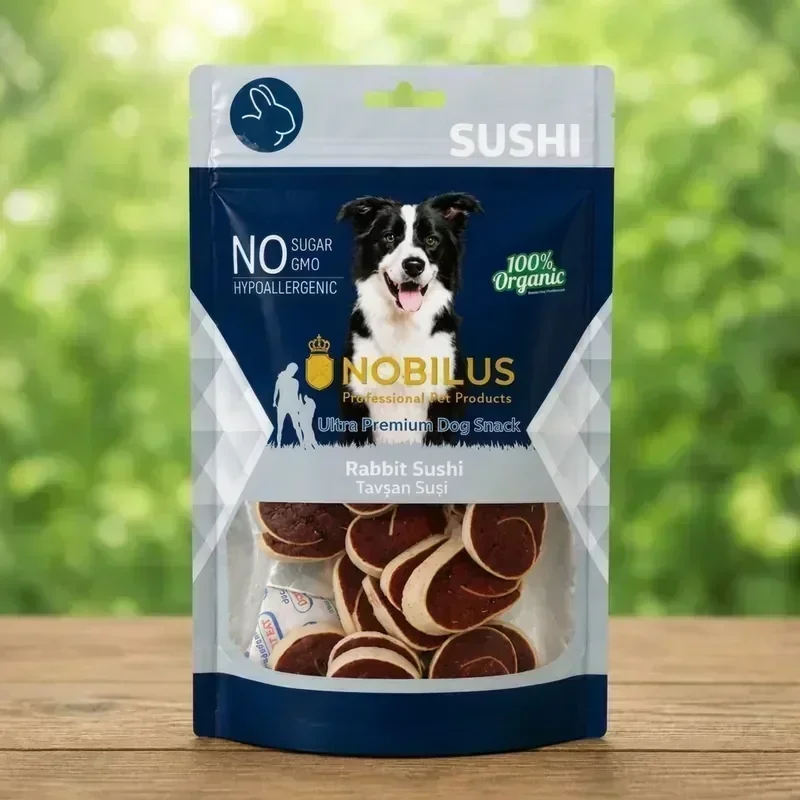 SUSHI
NO SUGAR
GMO
HYPOALLERGENIC
100%
Organic
NOBILUS
Professional Pet Products
Ultra Premium Dog Snack
Rabbit Sushi
Tavşan Suşi
EAT